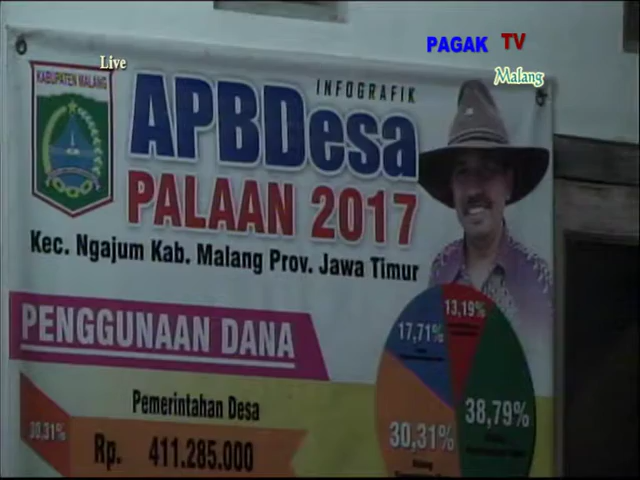 PAGAK TV
Live
Malang
KABUPATEN MALANG
INFOGRAFIK
APBDesa
PALAAN 2017
Kec. Ngajum Kab. Malang Prov. Jawa Timur
PENGGUNAAN DANA
13,19%
17,71%
38,79%
30,31%
Pemerintahan Desa
30,31%
Rp. 411.285.000